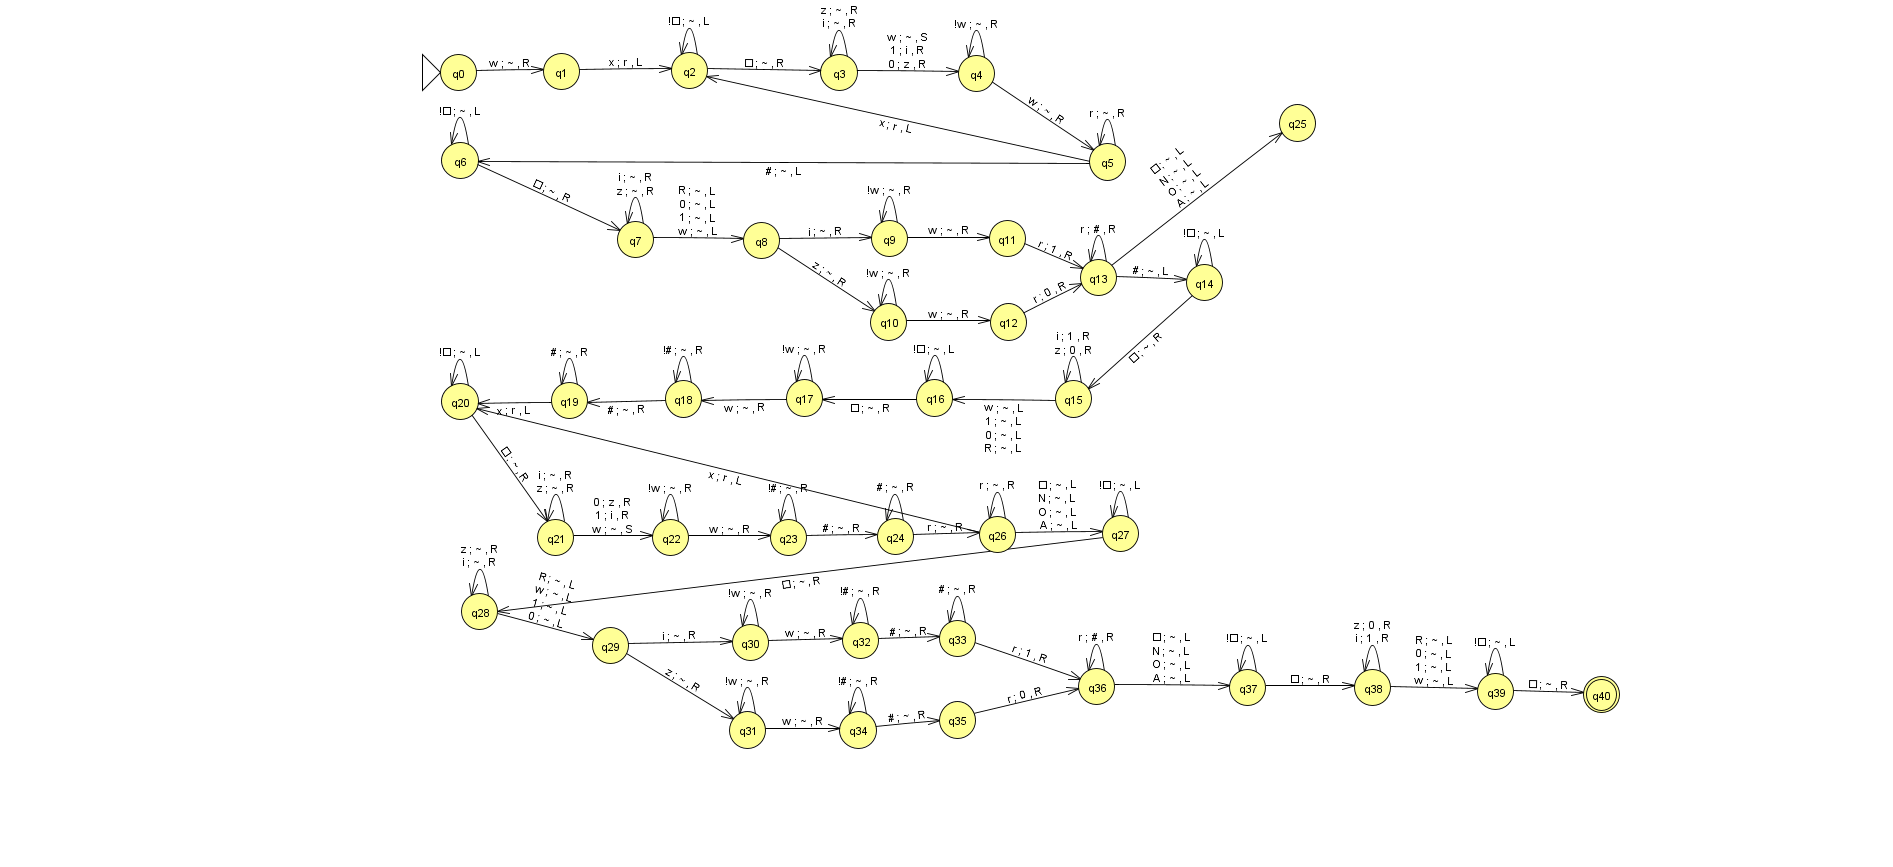 q0
w ; ~ , R
q1
x ; r , L
!□ ; ~ , L
q2
□ ; ~ , R
z ; ~ , R
i ; ~ , R
q3
w ; ~ , S
1 ; i , R
0 ; z , R
!w ; ~ , R
q4
w ; ~ , R
r ; ~ , R
q5
x ; r , L
# ; ~ , L
q25
!□ ; ~ , L
q6
□ ; ~ , R
i ; ~ , R
z ; ~ , R
q7
R ; ~ , L
0 ; ~ , L
1 ; ~ , L
w ; ~ , L
q8
i ; ~ , R
z ; ~ , R
!w ; ~ , R
q9
w ; ~ , R
q11
r ; 1 , R
!w ; ~ , R
q10
w ; ~ , R
q12
r ; 0 , R
r ; # , R
q13
□ ; ~ , L
N ; ~ , L
O ; ~ , L
A ; ~ , L
# ; ~ , L
!□ ; ~ , L
q14
□ ; ~ , R
i ; 1 , R
z ; 0 , R
q15
w ; ~ , L
1 ; ~ , L
0 ; ~ , L
R ; ~ , L
!□ ; ~ , L
q16
□ ; ~ , R
!w ; ~ , R
q17
w ; ~ , R
!# ; ~ , R
q18
# ; ~ , R
# ; ~ , R
q19
x ; r , L
!□ ; ~ , L
q20
□ ; ~ , R
x ; r , L
i ; ~ , R
z ; ~ , R
q21
0 ; z , R
1 ; i , R
w ; ~ , S
!w ; ~ , R
q22
w ; ~ , R
!# ; ~ , R
q23
# ; ~ , R
# ; ~ , R
q24
r ; ~ , R
r ; ~ , R
q26
□ ; ~ , L
N ; ~ , L
O ; ~ , L
A ; ~ , L
!□ ; ~ , L
q27
□ ; ~ , R
z ; ~ , R
i ; ~ , R
q28
R ; ~ , L
w ; ~ , L
1 ; ~ , L
0 ; ~ , L
q29
i ; ~ , R
z ; ~ , R
!w ; ~ , R
q30
w ; ~ , R
!# ; ~ , R
q32
# ; ~ , R
# ; ~ , R
q33
r ; 1 , R
!w ; ~ , R
q31
w ; ~ , R
!# ; ~ , R
q34
# ; ~ , R
q35
r ; 0 , R
r ; # , R
q36
□ ; ~ , L
N ; ~ , L
O ; ~ , L
A ; ~ , L
!□ ; ~ , L
q37
□ ; ~ , R
z ; 0 , R
i ; 1 , R
q38
R ; ~ , L
0 ; ~ , L
1 ; ~ , L
w ; ~ , L
!□ ; ~ , L
q39
□ ; ~ , R
q40